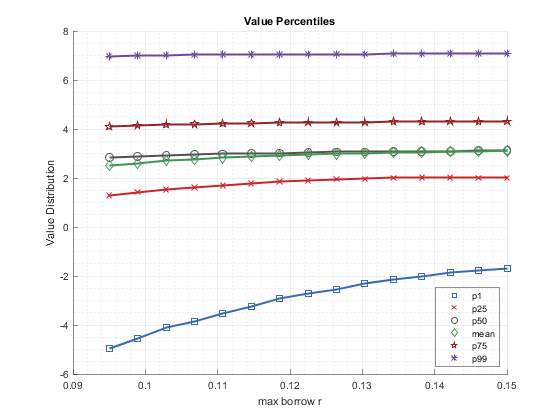 Value Percentiles
Value Distribution
8
6
4
2
0
-2
-4
-6
0.09
0.1
0.11
0.12
0.13
0.14
0.15
max borrow r
p1
p25
p50
mean
p75
p99